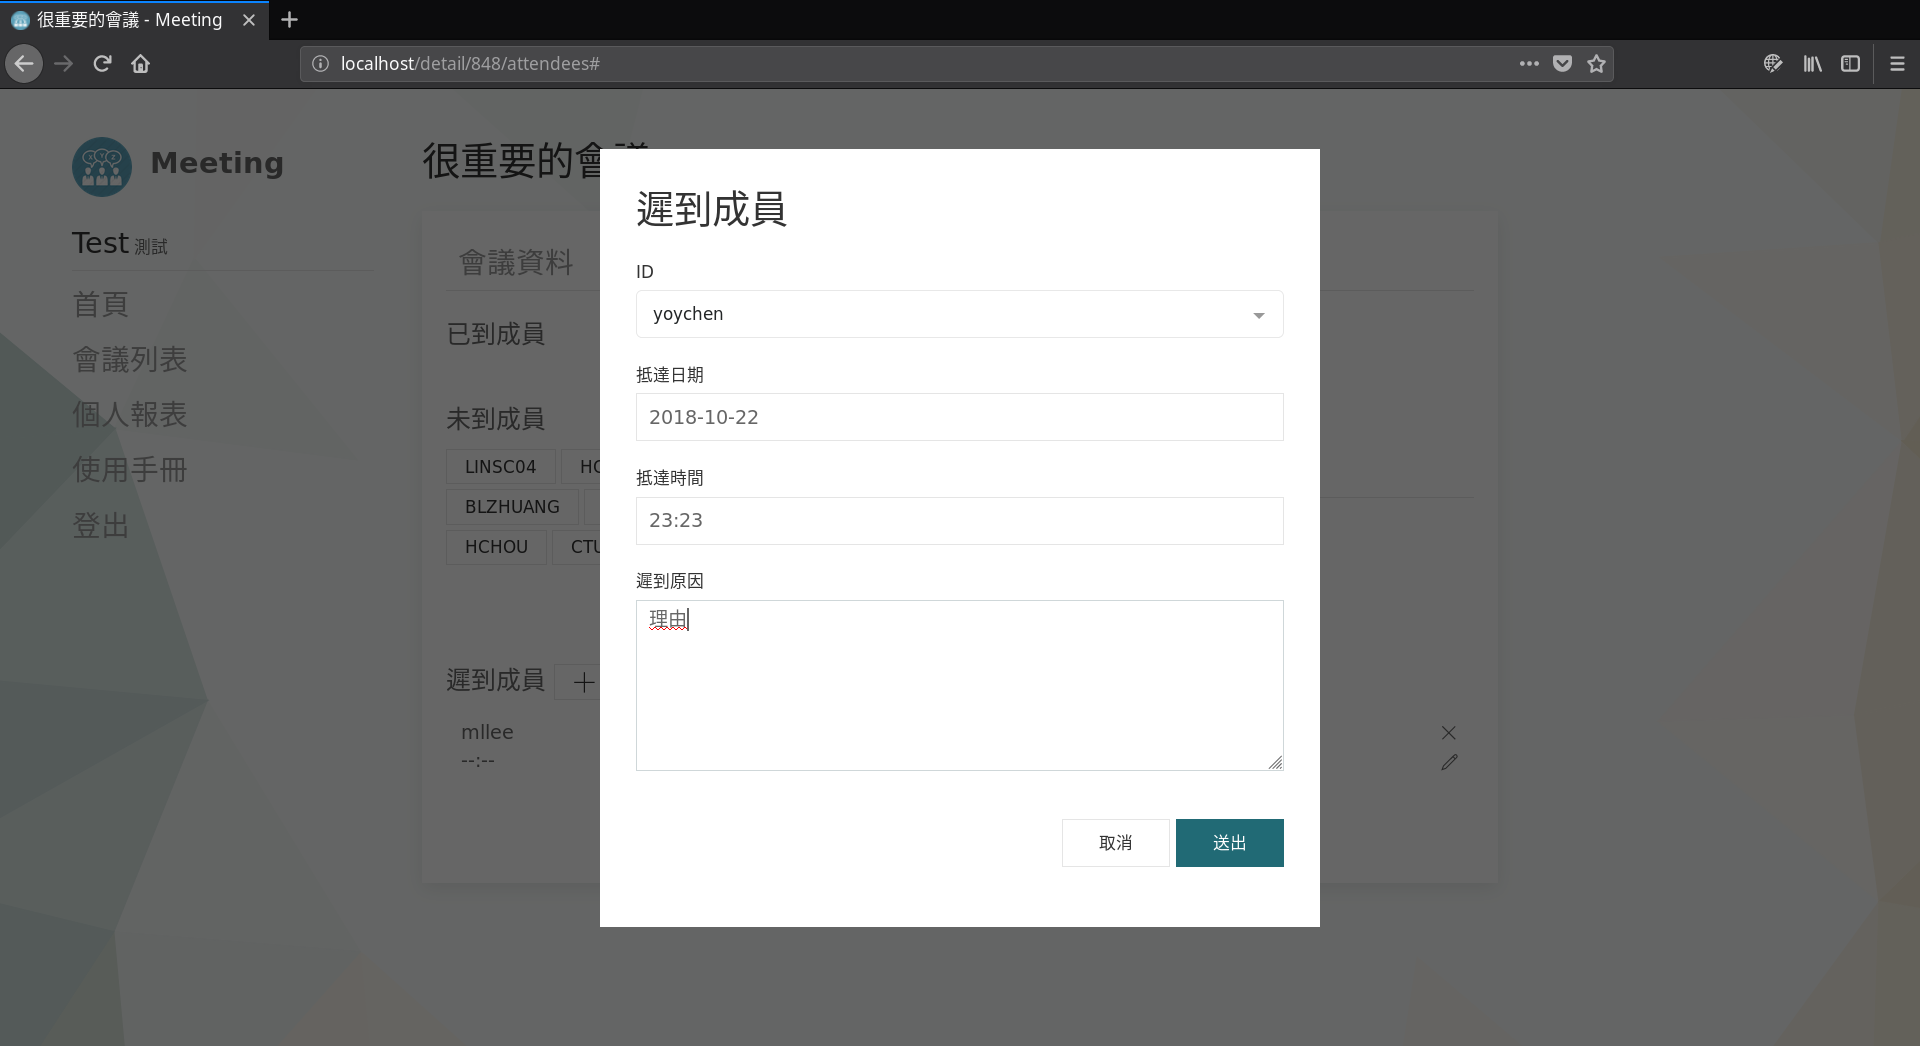 很重要的會議 - Meeting
localhost/detail/848/attendees#
Meeting
Test 測試
首頁
會議列表
個人報表
使用手冊
登出
很重要的會議
會議資料
已到成員
未到成員
LINSC04
BLZHUANG
HCHOU
遲到成員
mllee
--:--
遲到成員
ID
yoychen
抵達日期
2018-10-22
抵達時間
23:23
遲到原因
理由
取消
送出